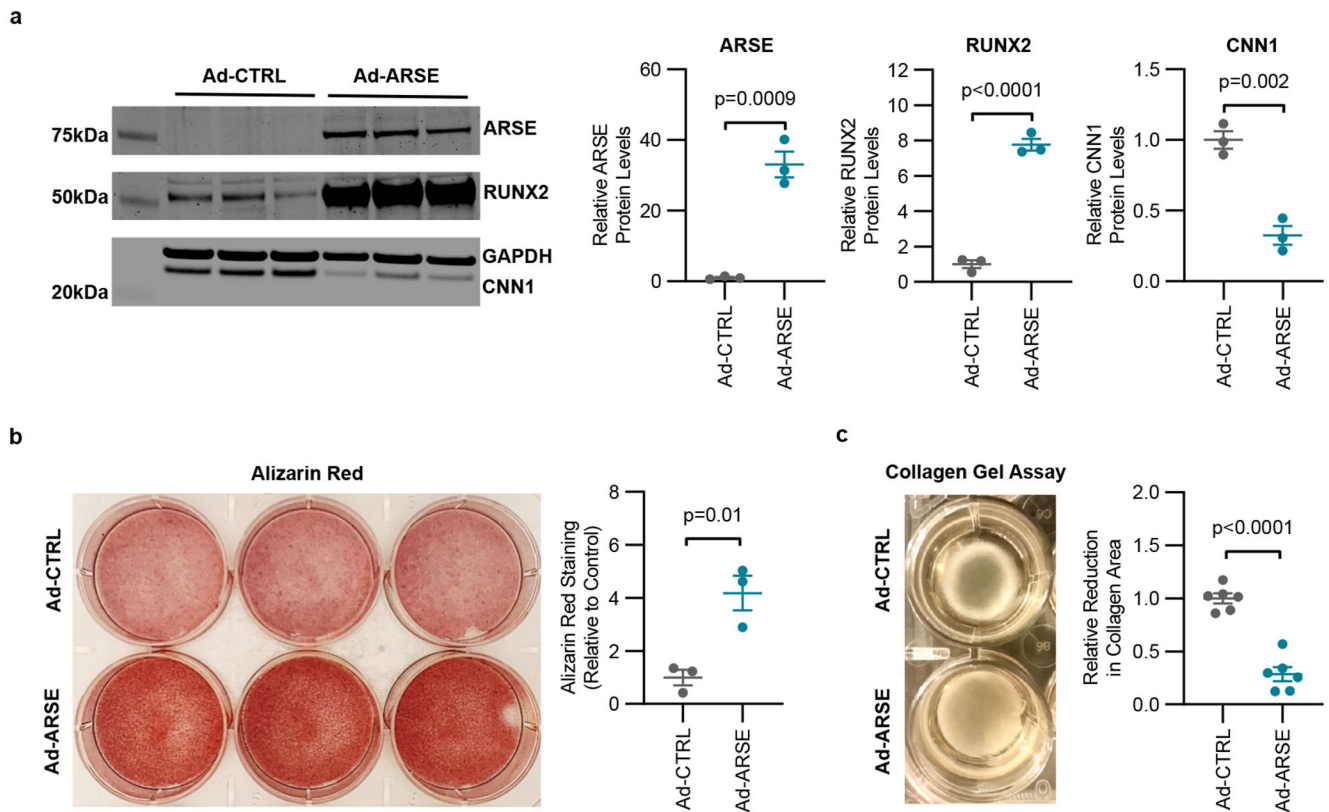 a
Ad-CTRL Ad-ARSE
75kDa ARSE
50kDa RUNX2
GAPDH
20kDa CNN1
ARSE
p=0.0009
Relative ARSE
Protein Levels
60
40
20
0
Ad-CTRL
Ad-ARSE
RUNX2
p<0.0001
Relative RUNX2
Protein Levels
12
10
8
6
4
2
0
Ad-CTRL
Ad-ARSE
CNN1
p=0.002
Relative CNN1
Protein Levels
1.5
1.0
0.5
0.0
Ad-CTRL
Ad-ARSE
b
Alizarin Red
Ad-CTRL
Ad-ARSE
p=0.01
Alizarin Red Staining
(Relative to Control)
8
6
4
2
0
Ad-CTRL
Ad-ARSE
c
Collagen Gel Assay
Ad-CTRL
Ad-ARSE
p<0.0001
Relative Reduction
in Collagen Area
2.0
1.5
1.0
0.5
0.0
Ad-CTRL
Ad-ARSE